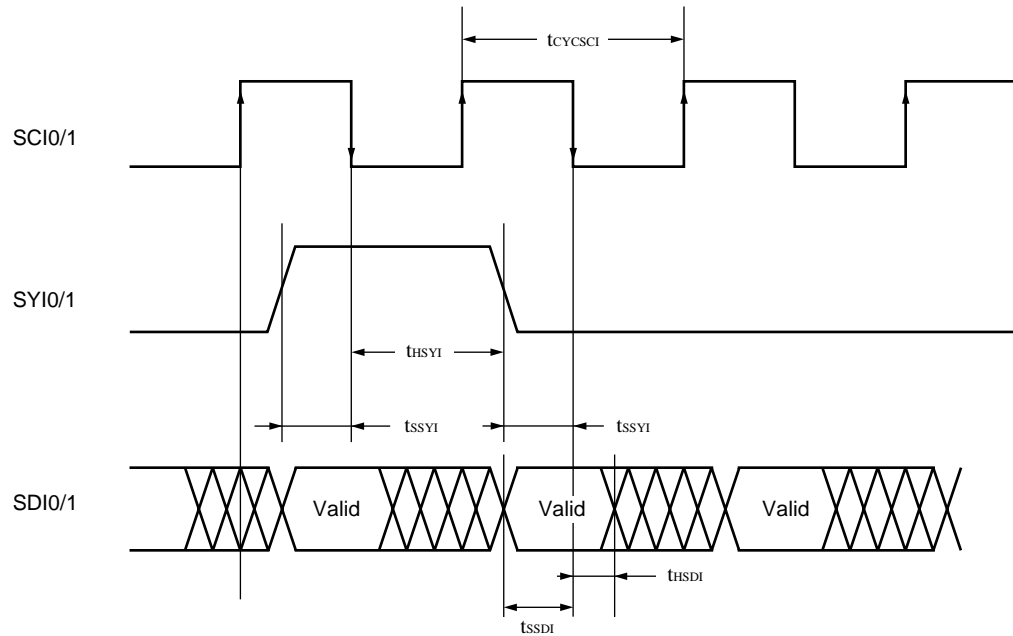 tCYCSCI
SCI0/1
SYI0/1
tHSYI
tSSYI
tSSYI
SDI0/1
Valid
Valid
Valid
tHSDI
tSSDI